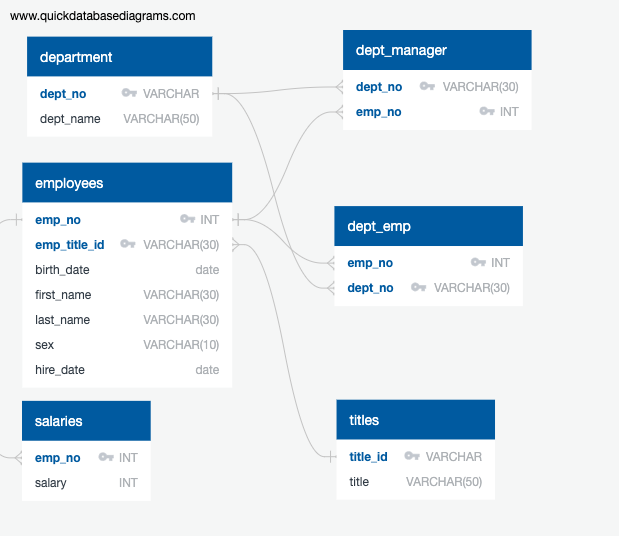 www.quickdatabasediagrams.com
department
dept_no VARCHAR
dept_name VARCHAR(50)
dept_manager
dept_no VARCHAR(30)
emp_no INT
employees
emp_no INT
emp_title_id VARCHAR(30)
birth_date date
first_name VARCHAR(30)
last_name VARCHAR(30)
sex VARCHAR(10)
hire_date date
dept_emp
emp_no INT
dept_no VARCHAR(30)
salaries
emp_no INT
salary INT
titles
title_id VARCHAR
title VARCHAR(50)